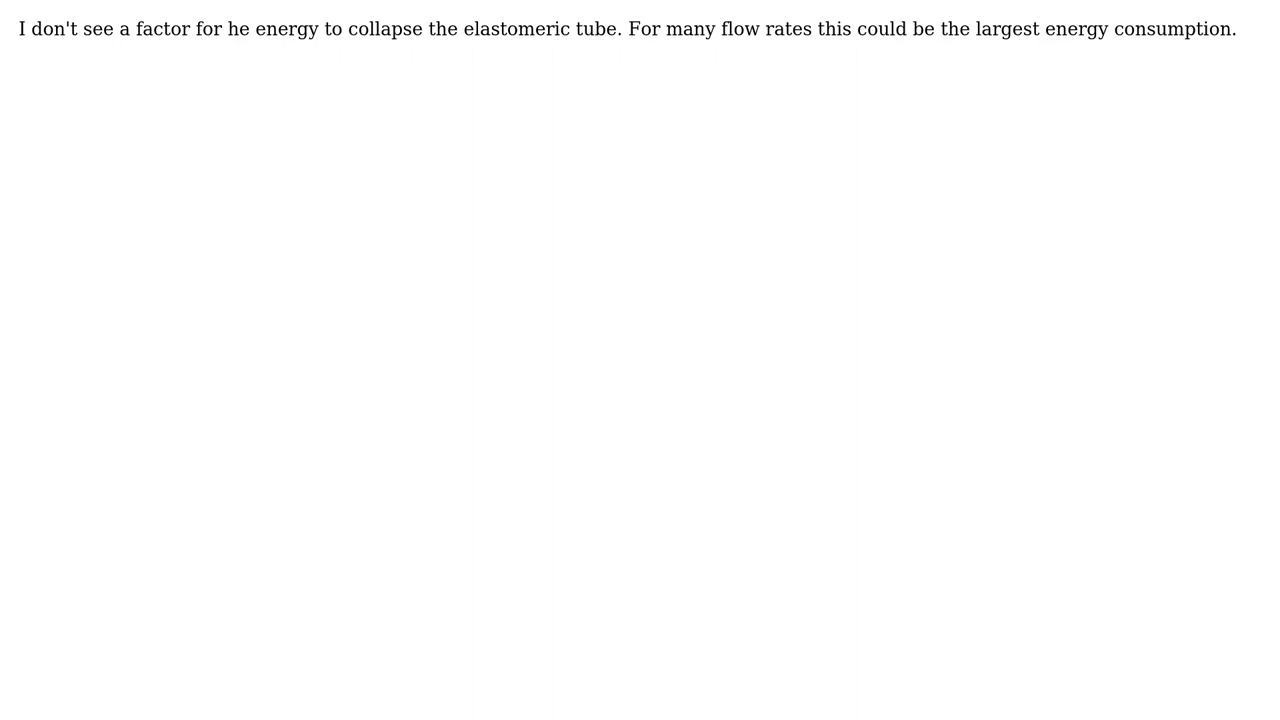 I don't see a factor for he energy to collapse the elastomeric tube. For many flow rates this could be the largest energy consumption.